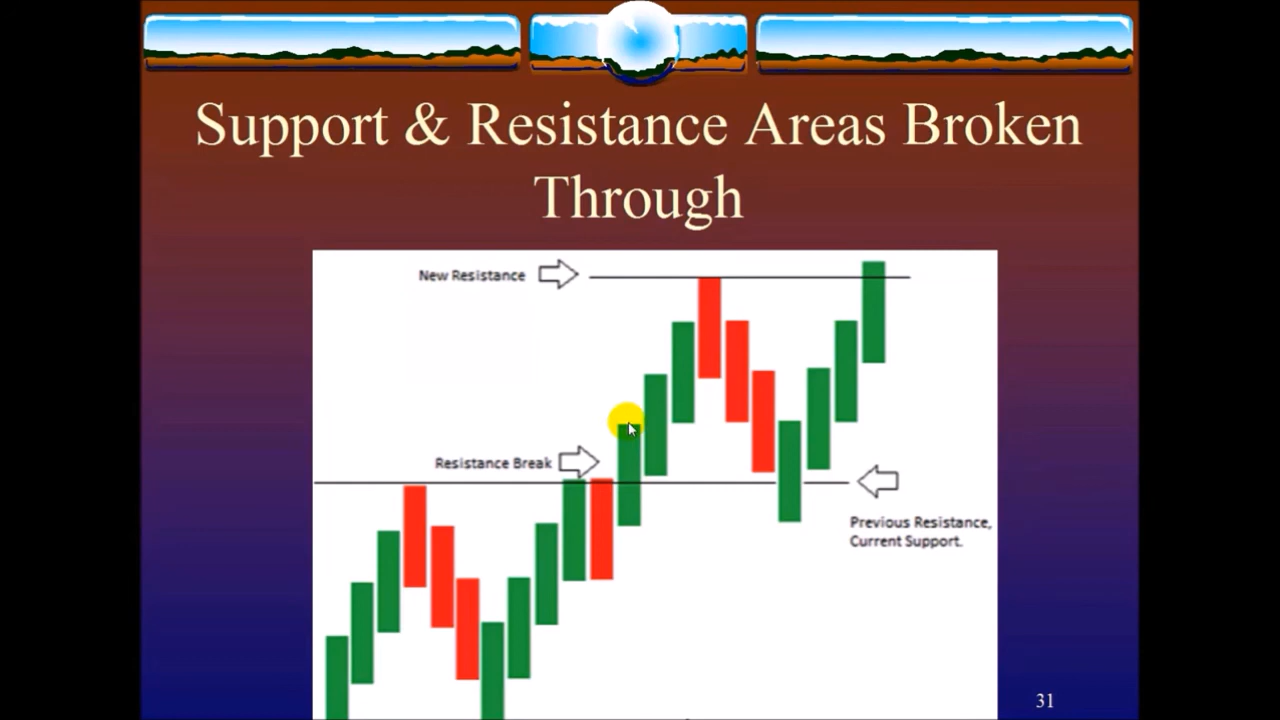 Support & Resistance Areas Broken
Through
New Resistance
Resistance Break
Previous Resistance,
Current Support.
31